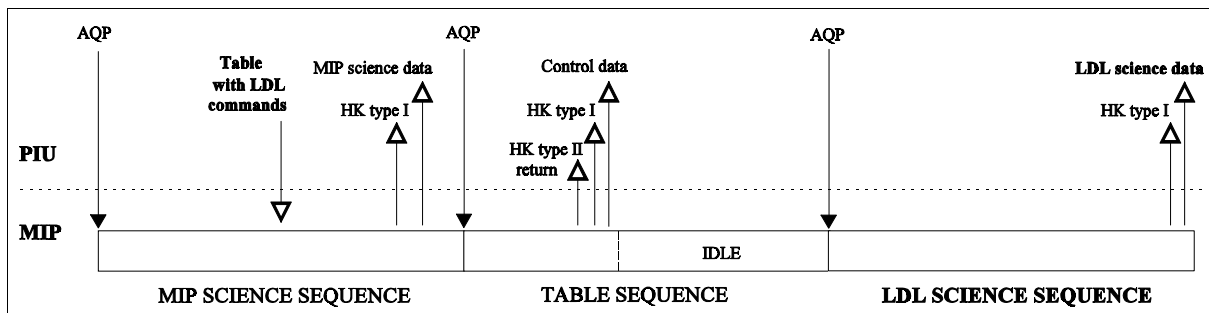 AQP
AQP
AQP
Table
with LDL
commands
MIP science data
HK type I
Control data
HK type I
HK type II
return
LDL science data
HK type I
PIU
MIP
IDLE
MIP SCIENCE SEQUENCE
TABLE SEQUENCE
LDL SCIENCE SEQUENCE